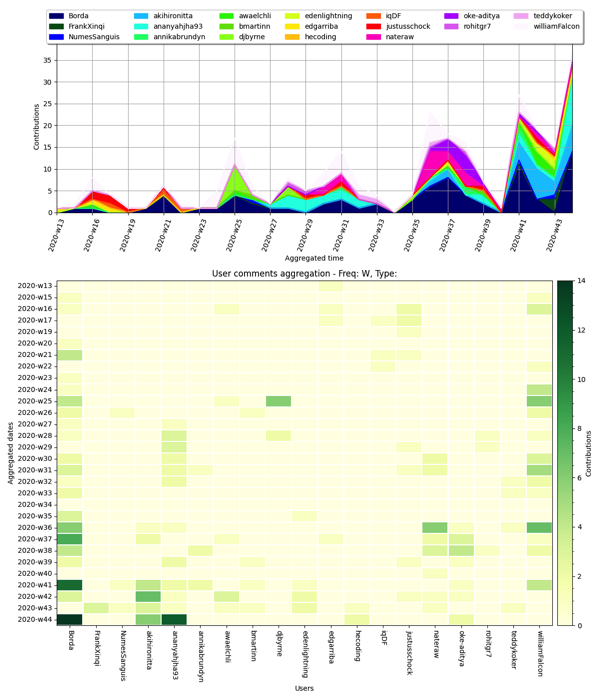 Borda akihironitta awaelchli edenlightning iqDF oke-aditya teddykoker
FrankXinqi ananyahjha93 bmartinn edgarriba justusschock rohitgr7 williamFalcon
NumesSanguis annikabrundyn djbyrne hecoding nateraw
35
30
25
20
15
10
5
0
Contributions
2020-w13 2020-w16 2020-w19 2020-w21 2020-w23 2020-w25 2020-w27 2020-w29 2020-w31 2020-w33 2020-w35 2020-w37 2020-w39 2020-w41 2020-w43
Aggregated time
User comments aggregation - Freq: W, Type:
2020-w13
2020-w15
2020-w16
2020-w17
2020-w19
2020-w20
2020-w21
2020-w22
2020-w23
2020-w24
2020-w25
2020-w26
2020-w27
2020-w28
2020-w29
2020-w30
2020-w31
2020-w32
2020-w33
2020-w34
2020-w35
2020-w36
2020-w37
2020-w38
2020-w39
2020-w40
2020-w41
2020-w42
2020-w43
2020-w44
Aggregated dates
Borda FrankXinqi NumesSanguis akihironitta ananyahjha93 annikabrundyn awaelchli bmartinn djbyrne edenlightning edgarriba hecoding iqDF justusschock nateraw oke-aditya rohitgr7 teddykoker williamFalcon
Users
14
12
10
8
6
4
2
0
Contributions